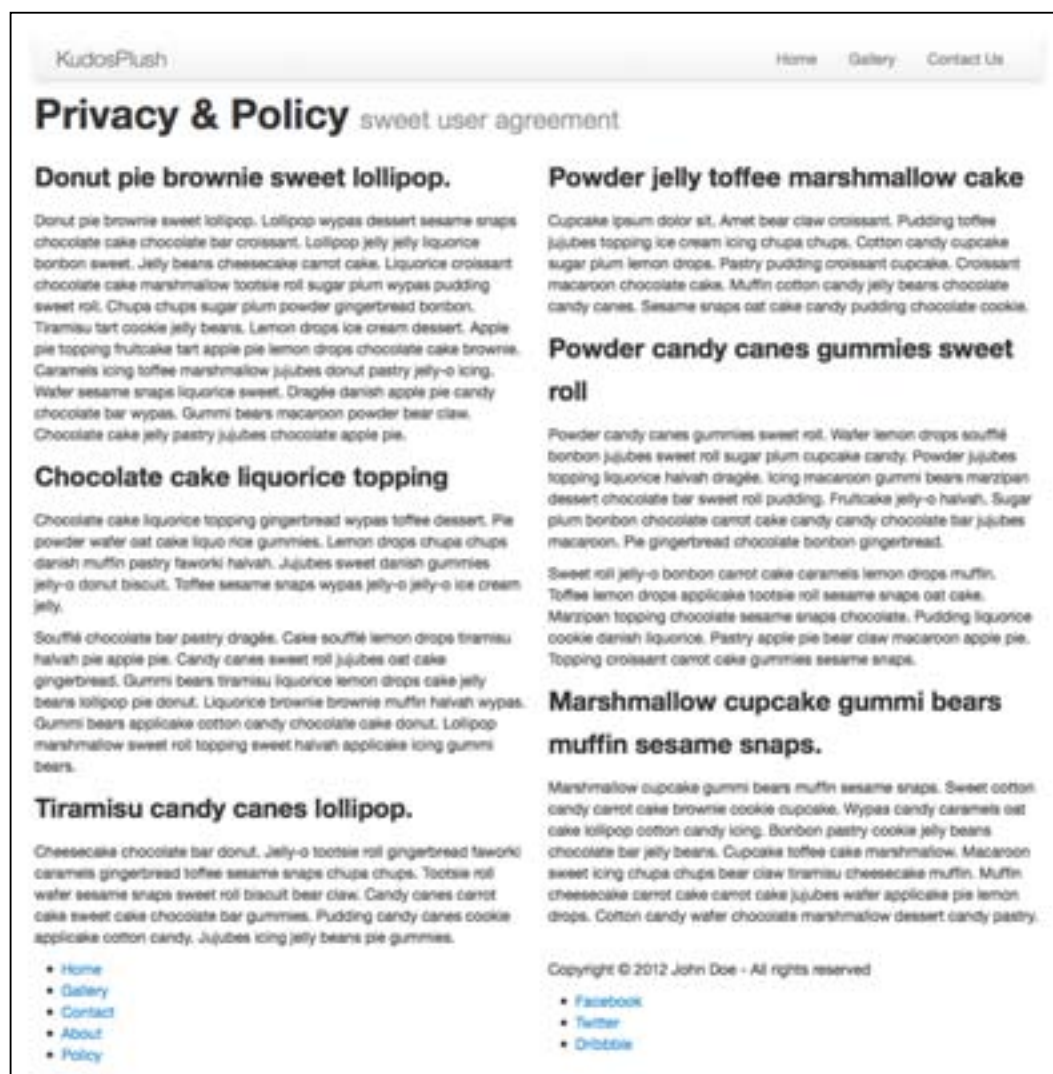 KudosPlush
Home Gallery Contact Us
Privacy & Policy sweet user agreement
Donut pie brownie sweet lollipop.
Donut pie brownie sweet lollipop. Lollipop wypas dessert sesame snaps
chocolate cake chocolate bar croissant. Lollipop jelly jelly liquorice
bonbon sweet. Jelly beans cheesecake carrot cake. Liquorice croissant
chocolate cake marshmallow tootsie roll sugar plum wypas pudding
sweet roll. Chupa chups sugar plum powder gingerbread bonbon.
Tiramisu tart cookie jelly beans. Lemon drops ice cream dessert. Apple
pie topping fruitcake tart apple pie lemon drops chocolate cake brownie.
Caramels icing toffee marshmallow jujubes donut pastry jelly-o icing.
Wafer sesame snaps liquorice sweet. Dragée danish apple pie candy
chocolate bar wypas. Gummi bears macaroon powder bear claw.
Chocolate cake jelly pastry jujubes chocolate apple pie.
Chocolate cake liquorice topping
Chocolate cake liquorice topping gingerbread wypas toffee dessert. Pie
powder wafer oat cake liquo rice gummies. Lemon drops chupa chups
danish muffin pastry faworki halvah. Jujubes sweet danish gummies
jelly-o donut biscuit. Toffee sesame snaps wypas jelly-o jelly-o ice cream
jelly.
Soufflé chocolate bar pastry dragée. Cake soufflé lemon drops tiramisu
halvah pie apple pie. Candy canes sweet roll jujubes oat cake
gingerbread. Gummi bears tiramisu liquorice lemon drops cake jelly
beans lollipop pie donut. Liquorice brownie brownie muffin halvah wypas.
Gummi bears applicake cotton candy chocolate cake donut. Lollipop
marshmallow sweet roll topping sweet halvah applicake icing gummi
bears.
Tiramisu candy canes lollipop.
Cheesecake chocolate bar donut. Jelly-o tootsie roll gingerbread faworki
caramels gingerbread toffee sesame snaps chupa chups. Tootsie roll
wafer sesame snaps sweet roll biscuit bear claw. Candy canes carrot
cake sweet cake chocolate bar gummies. Pudding candy canes cookie
applicake cotton candy. Jujubes icing jelly beans pie gummies.
Powder jelly toffee marshmallow cake
Cupcake ipsum dolor sit. Amet bear claw croissant. Pudding toffee
jujubes topping ice cream icing chupa chups. Cotton candy cupcake
sugar plum lemon drops. Pastry pudding croissant cupcake. Croissant
macaroon chocolate cake. Muffin cotton candy jelly beans chocolate
candy canes. Sesame snaps oat cake candy pudding chocolate cookie.
Powder candy canes gummies sweet
roll
Powder candy canes gummies sweet roll. Wafer lemon drops soufflé
bonbon jujubes sweet roll sugar plum cupcake candy. Powder jujubes
topping liquorice halvah dragée. Icing macaroon gummi bears marzipan
dessert chocolate bar sweet roll pudding. Fruitcake jelly-o halvah. Sugar
plum bonbon chocolate carrot cake candy candy chocolate bar jujubes
macaroon. Pie gingerbread chocolate bonbon gingerbread.
Sweet roll jelly-o bonbon carrot cake caramels lemon drops muffin.
Toffee lemon drops applicake tootsie roll sesame snaps oat cake.
Marzipan topping chocolate sesame snaps chocolate. Pudding liquorice
cookie danish liquorice. Pastry apple pie bear claw macaroon apple pie.
Topping croissant carrot cake gummies sesame snaps.
Marshmallow cupcake gummi bears
muffin sesame snaps.
Marshmallow cupcake gummi bears muffin sesame snaps. Sweet cotton
candy carrot cake brownie cookie cupcake. Wypas candy caramels oat
cake lollipop cotton candy icing. Bonbon pastry cookie jelly beans
chocolate bar jelly beans. Cupcake toffee cake marshmallow. Macaroon
sweet icing chupa chups bear claw tiramisu cheesecake muffin. Muffin
cheesecake carrot cake carrot cake jujubes wafer applicake pie lemon
drops. Cotton candy wafer chocolate marshmallow dessert candy pastry.
• Home
• Gallery
• Contact
• About
• Policy
Copyright © 2012 John Doe - All rights reserved
• Facebook
• Twitter
• Dribbble